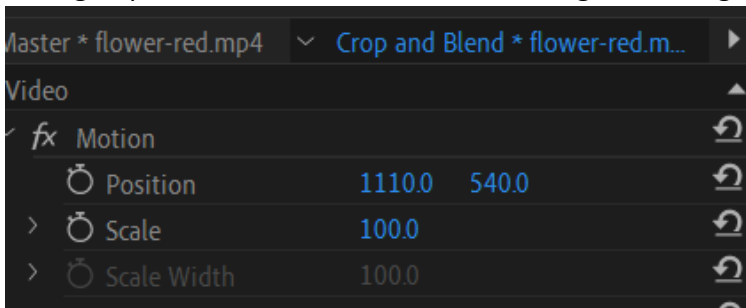 Master * flower-red.mp4 Crop and Blend * flower-red.m...
Video
fx Motion
Position 1110.0 540.0
Scale 100.0
Scale Width 100.0